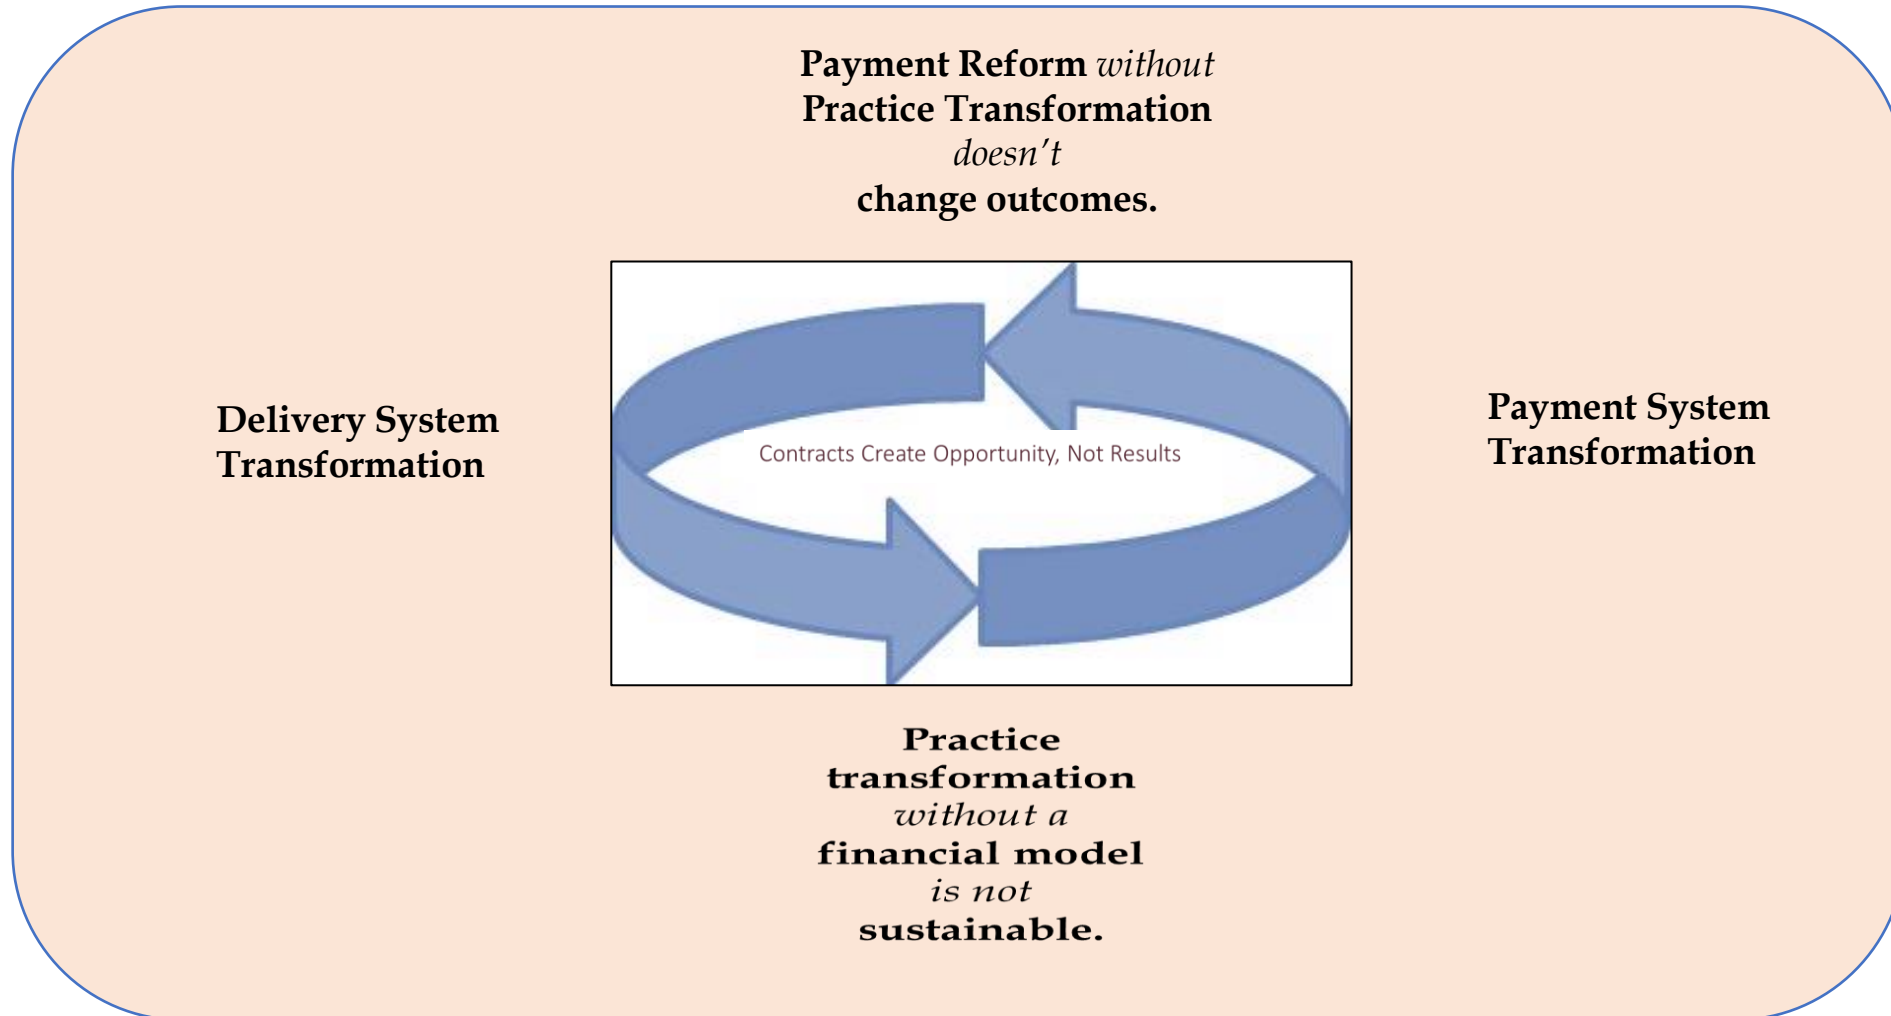 Payment Reform without
Practice Transformation
doesn’t
change outcomes.
Delivery System
Transformation
Contracts Create Opportunity, Not Results
Payment System
Transformation
Practice
transformation
without a
financial model
is not
sustainable.